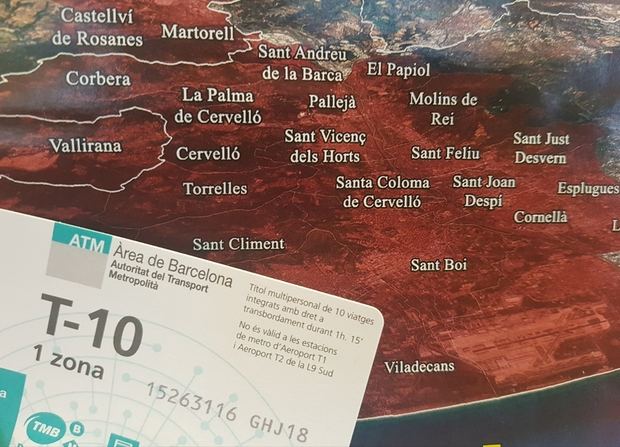 Castellví
de Rosanes
Martorell
Sant Andreu
de la Barca
El Papiol
Corbera
La Palma
de Cervelló
Pallejà
Molins de
Rei
Vallirana
Cervelló
Sant Vicenç
dels Horts
Sant Feliu
Sant Just
Desvern
Torrelles
Santa Coloma
de Cervelló
Sant Joan
Despí
Esplugues
Cornellà
L
Sant Climent
Sant Boi
Viladecans
ATM
Àrea de Barcelona
Autoritat del Transport
Metropolità
Títol multipersonal de 10 viatges
integrats amb dret a
transbordament durant 1h. 15'
No és vàlid a les estacions
de metro d'Aeroport T1
i Aeroport T2 de la L9 Sud
T-10
1 zona
15263116 GHJ18
a
TMB
B